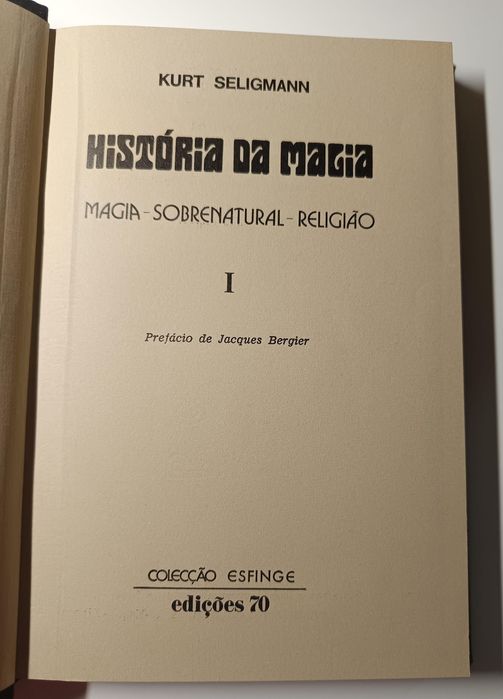 KURT SELIGMANN
HISTÓRIA DA MAGIA
MAGIA - SOBRENATURAL - RELIGIÃO
I
Prefácio de Jacques Bergier
COLECÇÃO ESFINGE
edições 70